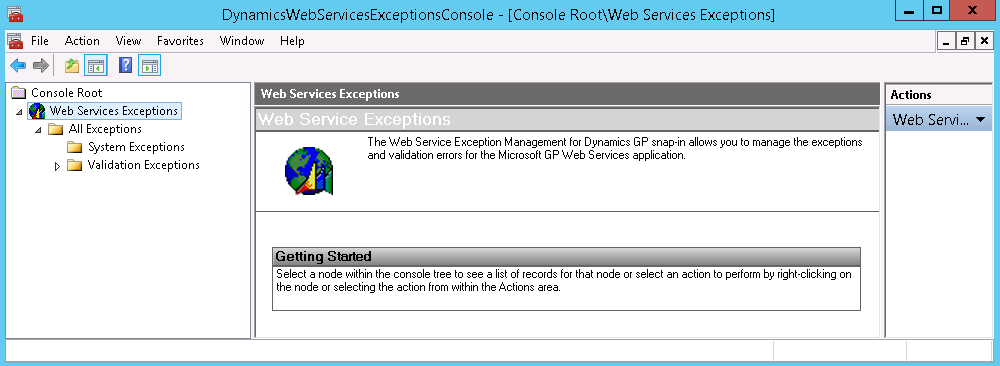 DynamicsWebServicesExceptionsConsole - [Console Root\Web Services Exceptions]
File Action View Favorites Window Help
Console Root
Web Services Exceptions
All Exceptions
System Exceptions
Validation Exceptions
Web Services Exceptions
Web Service Exceptions
The Web Service Exception Management for Dynamics GP snap-in allows you to manage the exceptions
and validation errors for the Microsoft GP Web Services application.
Getting Started
Select a node within the console tree to see a list of records for that node or select an action to perform by right-clicking on
the node or selecting the action from within the Actions area.
Actions
Web Servi...